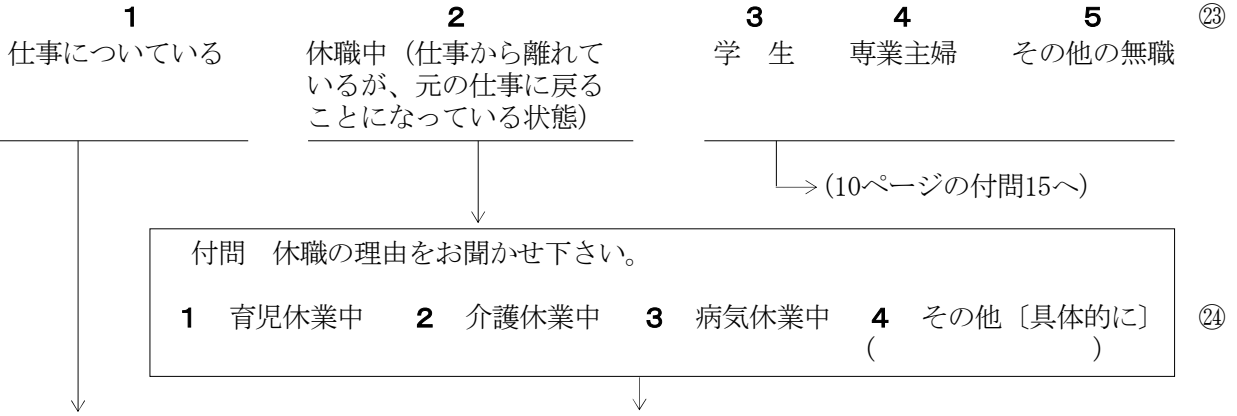 1 2 3 4 5 ㉓
仕事についている 休職中（仕事から離れて 学　生 専業主婦 その他の無職
いるが、元の仕事に戻る
ことになっている状態）
(10ページの付問15へ)
付問　休職の理由をお聞かせ下さい。
1 育児休業中 2 介護休業中 3 病気休業中 4 その他〔具体的に〕 ㉔
(　　　　　)